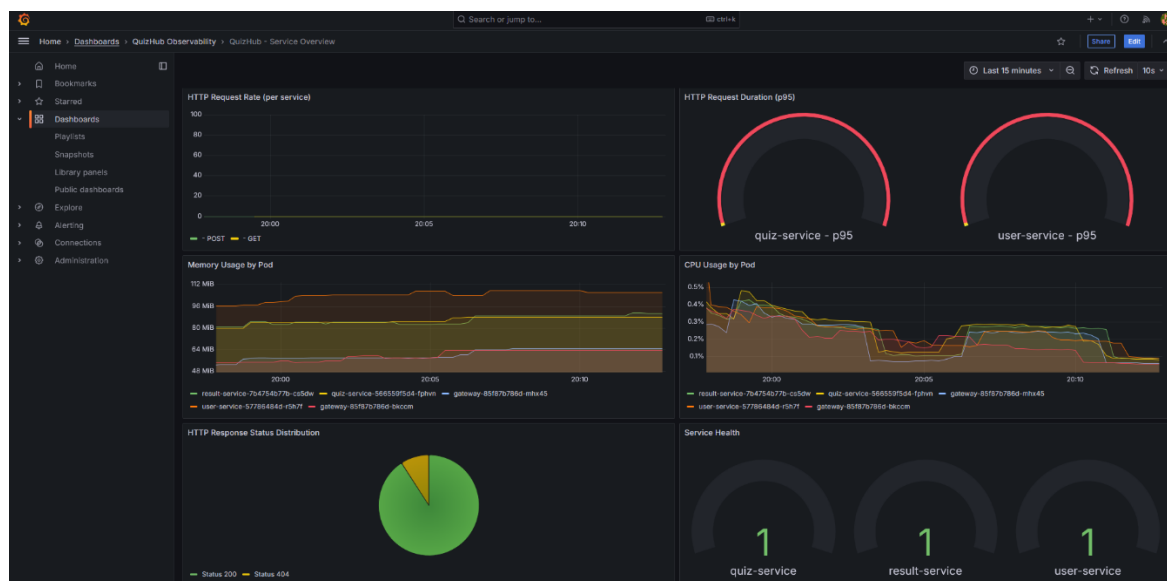 Search or jump to...
ctrl+k
Home › Dashboards › QuizHub Observability › QuizHub - Service Overview
Share
Edit
Home
Bookmarks
Starred
Dashboards
Playlists
Snapshots
Library panels
Public dashboards
Explore
Alerting
Connections
Administration
Last 15 minutes
Refresh
10s
HTTP Request Rate (per service)
100
80
60
40
20
0
20:00
20:05
20:10
- POST
- GET
HTTP Request Duration (p95)
quiz-service - p95
user-service - p95
Memory Usage by Pod
112 MiB
96 MiB
80 MiB
64 MiB
48 MiB
20:00
20:05
20:10
result-service-7b4754b77b-cs5dw
quiz-service-566559f5d4-fphvn
gateway-85f87b786d-mhx45
user-service-57786484d-r5h7f
gateway-85f87b786d-bkccm
CPU Usage by Pod
0.5%
0.4%
0.3%
0.2%
0.1%
20:00
20:05
20:10
result-service-7b4754b77b-cs5dw
quiz-service-566559f5d4-fphvn
gateway-85f87b786d-mhx45
user-service-57786484d-r5h7f
gateway-85f87b786d-bkccm
HTTP Response Status Distribution
Status 200
Status 404
Service Health
1
quiz-service
1
result-service
1
user-service